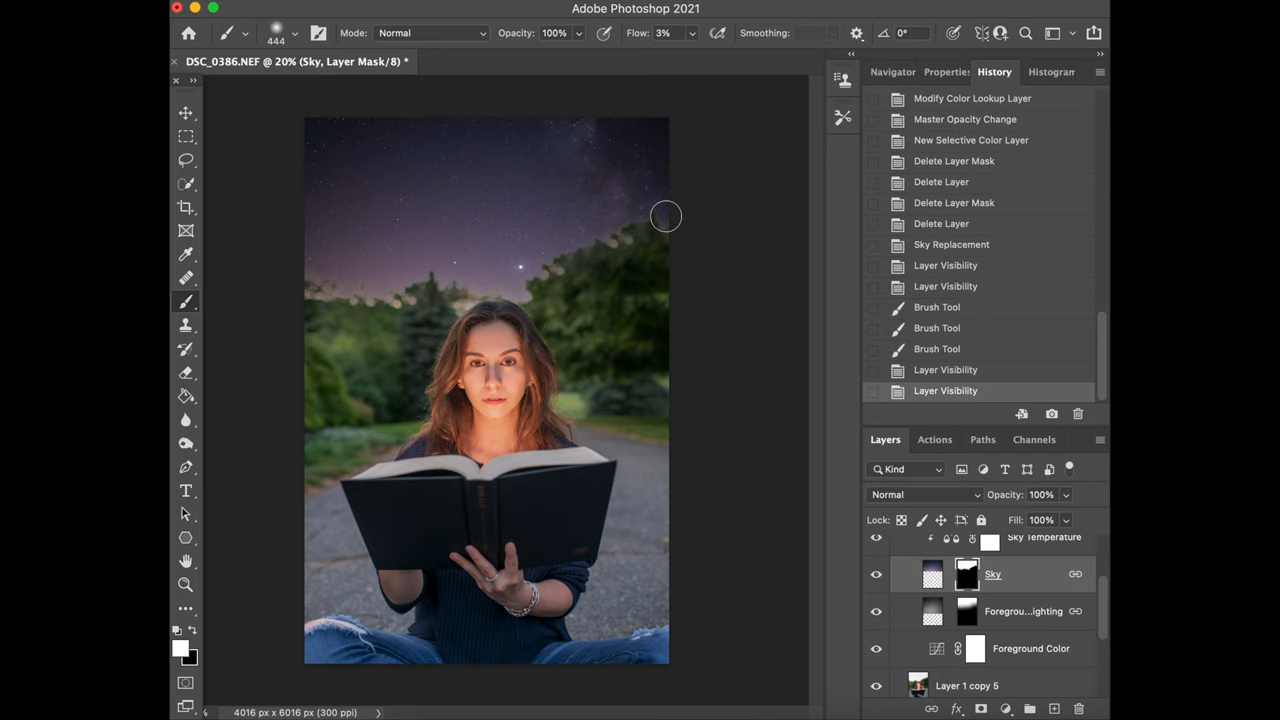 Adobe Photoshop 2021
444
Mode: Normal
Opacity: 100%
Flow: 3%
Smoothing:
0°
DSC_0386.NEF @ 20% (Sky, Layer Mask/8) *
Navigator
Properties
History
Histogram
Modify Color Lookup Layer
Master Opacity Change
New Selective Color Layer
Delete Layer Mask
Delete Layer
Delete Layer Mask
Delete Layer
Sky Replacement
Layer Visibility
Layer Visibility
Brush Tool
Brush Tool
Brush Tool
Layer Visibility
Layer Visibility
Layers
Actions
Paths
Channels
Kind
Normal
Opacity: 100%
Lock:
Fill: 100%
Sky Temperature
Sky
Foregrou...ighting
Foreground Color
Layer 1 copy 5
% 4016 px x 6016 px (300 ppi)